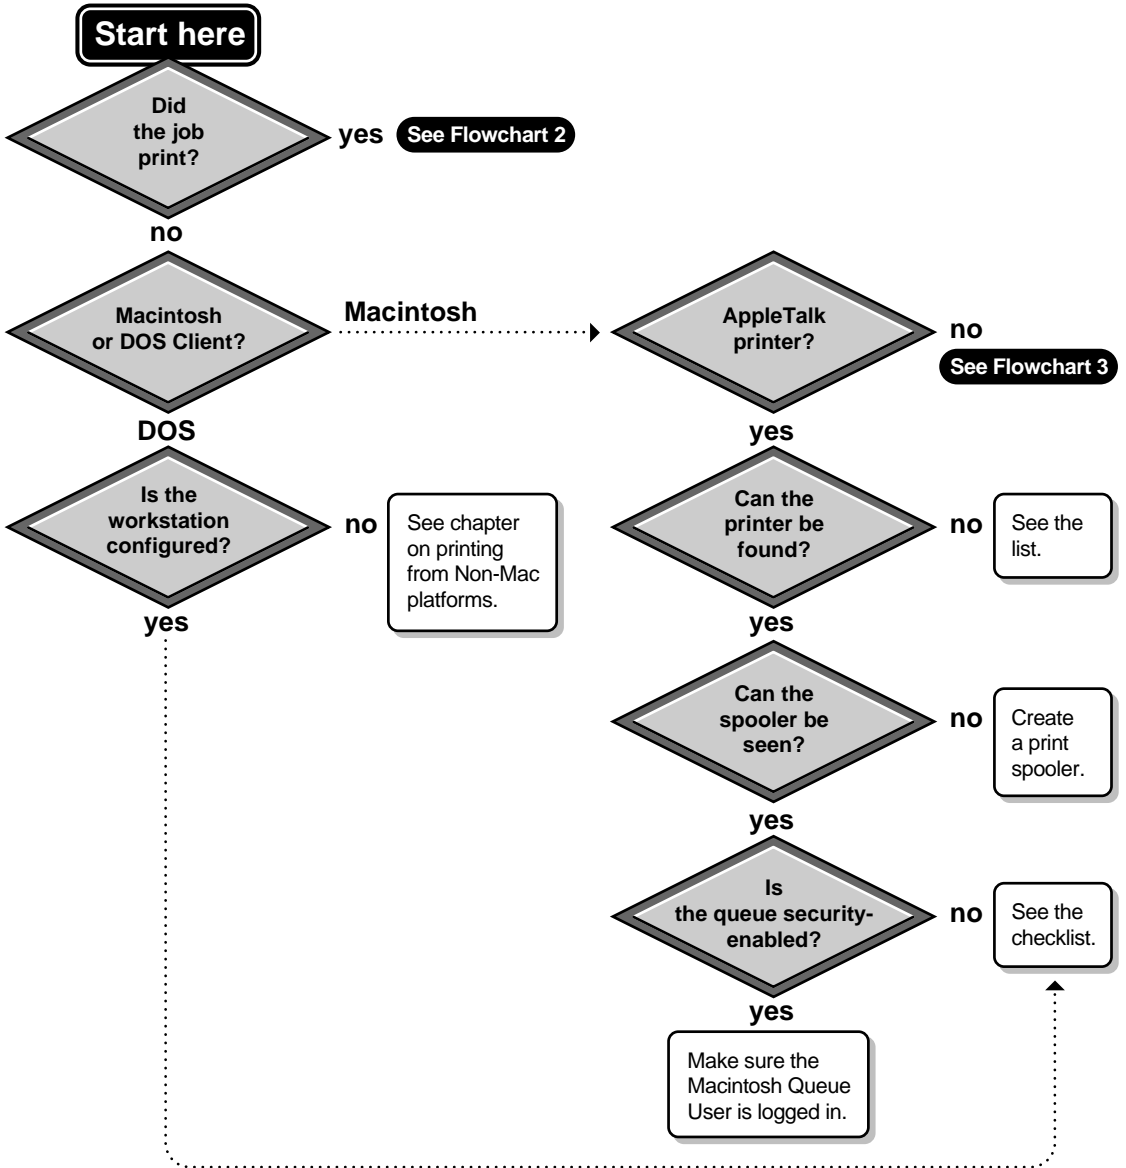 Start here
Did
the job
print?
yes
See Flowchart 2
no
Macintosh
or DOS Client?
Macintosh
AppleTalk
printer?
no
See Flowchart 3
DOS
yes
Is the
workstation
configured?
no
See chapter
on printing
from Non-Mac
platforms.
Can the
printer be
found?
no
See the
list.
yes
yes
Can the
spooler be
seen?
no
Create
a print
spooler.
yes
Is
the queue security-
enabled?
no
See the
checklist.
yes
Make sure the
Macintosh Queue
User is logged in.